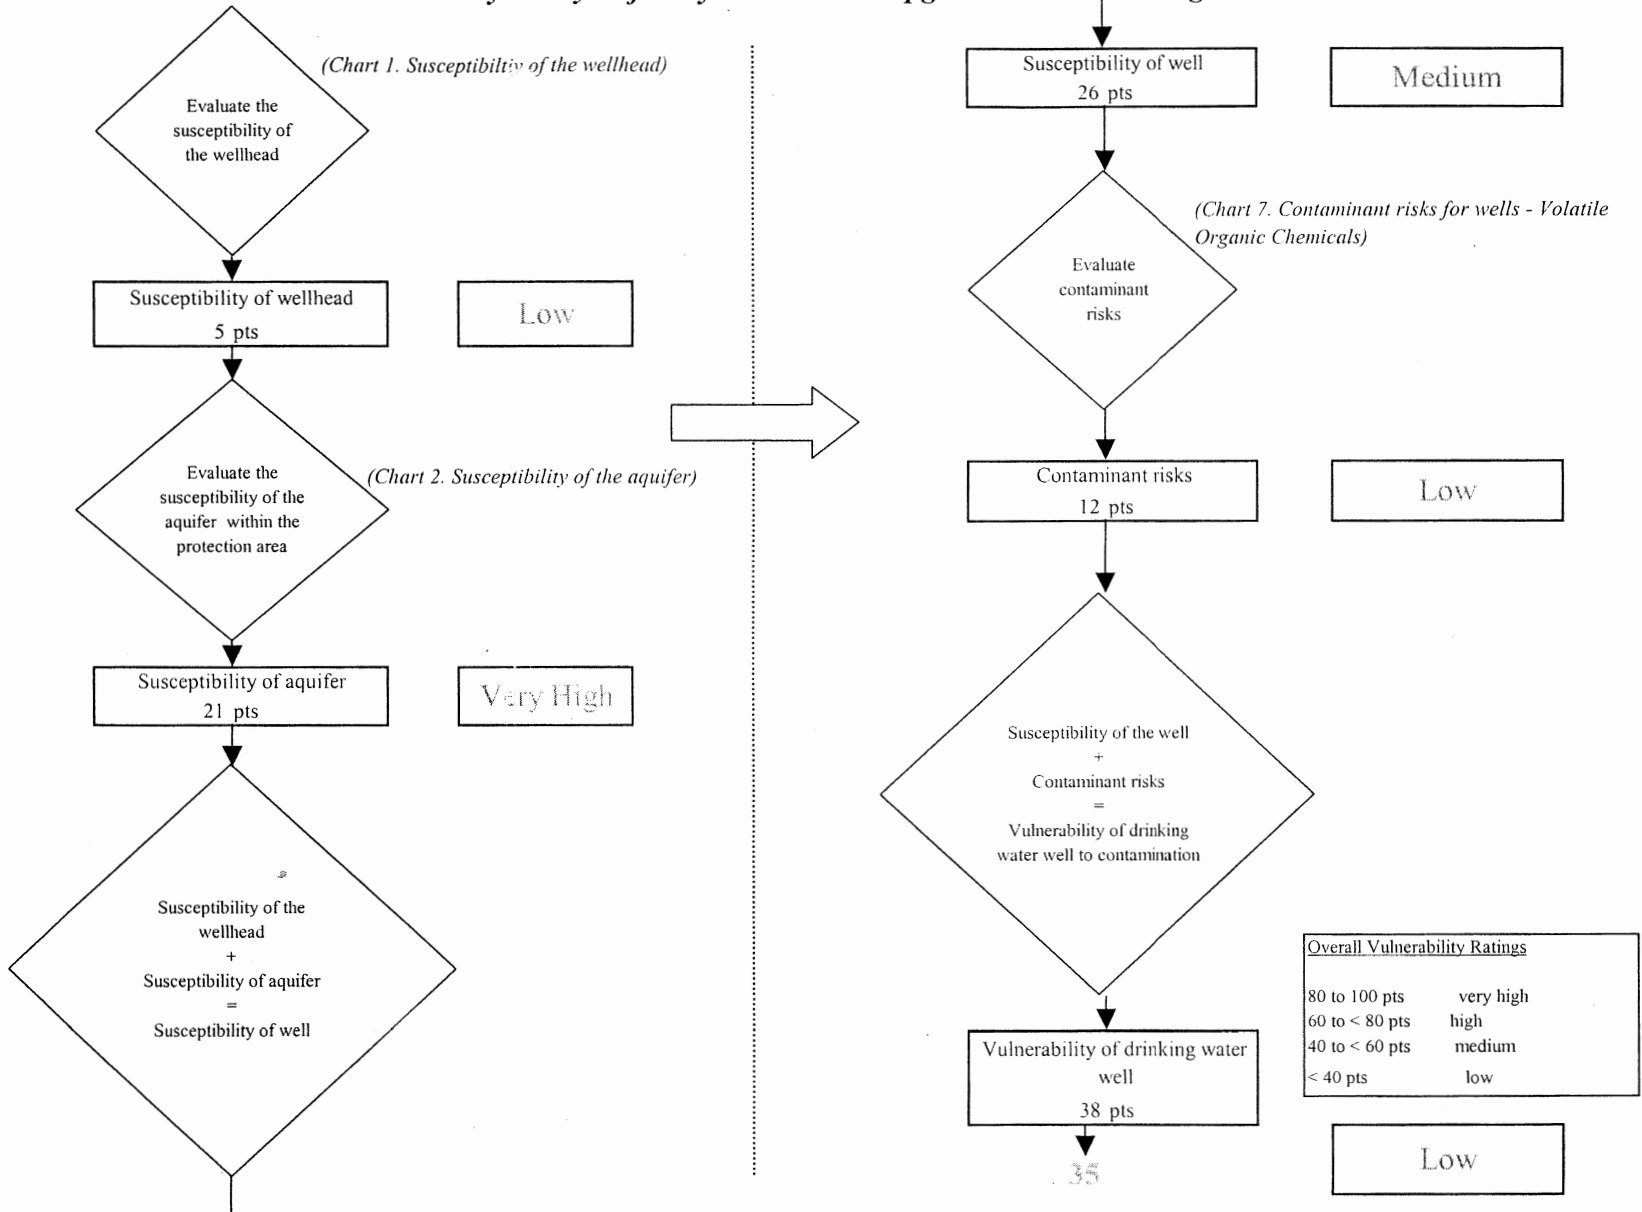 (Chart 1. Susceptibiltiy of the wellhead)
Evaluate the
susceptibility of
the wellhead
Susceptibility of wellhead
5 pts
Low
Evaluate the
susceptibility of the
aquifer within the
protection area
(Chart 2. Susceptibility of the aquifer)
Susceptibility of aquifer
21 pts
Very High
Susceptibility of the
wellhead
+
Susceptibility of aquifer
=
Susceptibility of well
Susceptibility of well
26 pts
Medium
(Chart 7. Contaminant risks for wells - Volatile
Organic Chemicals)
Evaluate
contaminant
risks
Contaminant risks
12 pts
Low
Susceptibility of the well
+
Contaminant risks
=
Vulnerability of drinking
water well to contamination
Overall Vulnerability Ratings
80 to 100 pts very high
60 to < 80 pts high
40 to < 60 pts medium
< 40 pts low
Vulnerability of drinking water
well
38 pts
35
Low